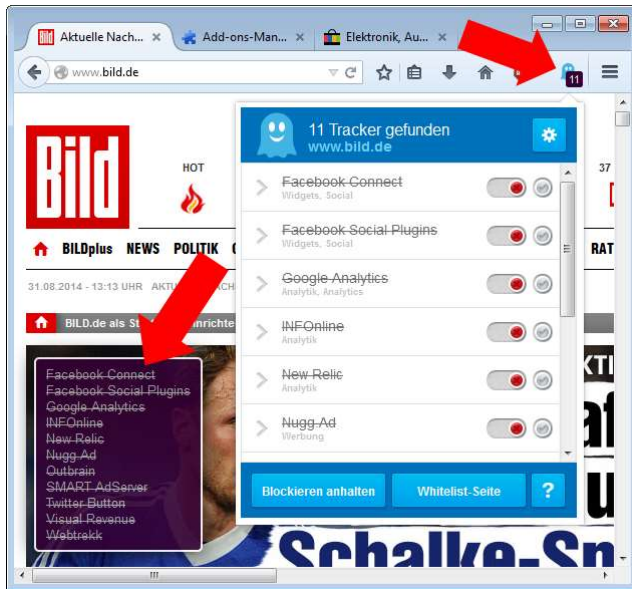 Aktuelle Nach...
Add-ons-Man...
Elektronik, Au...
www.bild.de
11
11 Tracker gefunden
www.bild.de
Bild
HOT
37
Facebook Connect
Widgets, Social
BILDplus NEWS POLITIK
RAT
Facebook Social Plugins
Widgets, Social
31.08.2014 - 13:13 UHR
Google Analytics
Analytik, Analytics
BILD.de als
INFOnline
Analytik
New Relic
Analytik
Nugg.Ad
Werbung
Facebook Connect
Facebook Social Plugins
Google Analytics
INFOnline
New Relic
Nugg.Ad
Outbrain
SMART AdServer
Twitter Button
Visual Revenue
Webtrekk
Blockieren anhalten
Whitelist-Seite
?
Schalke-Sn